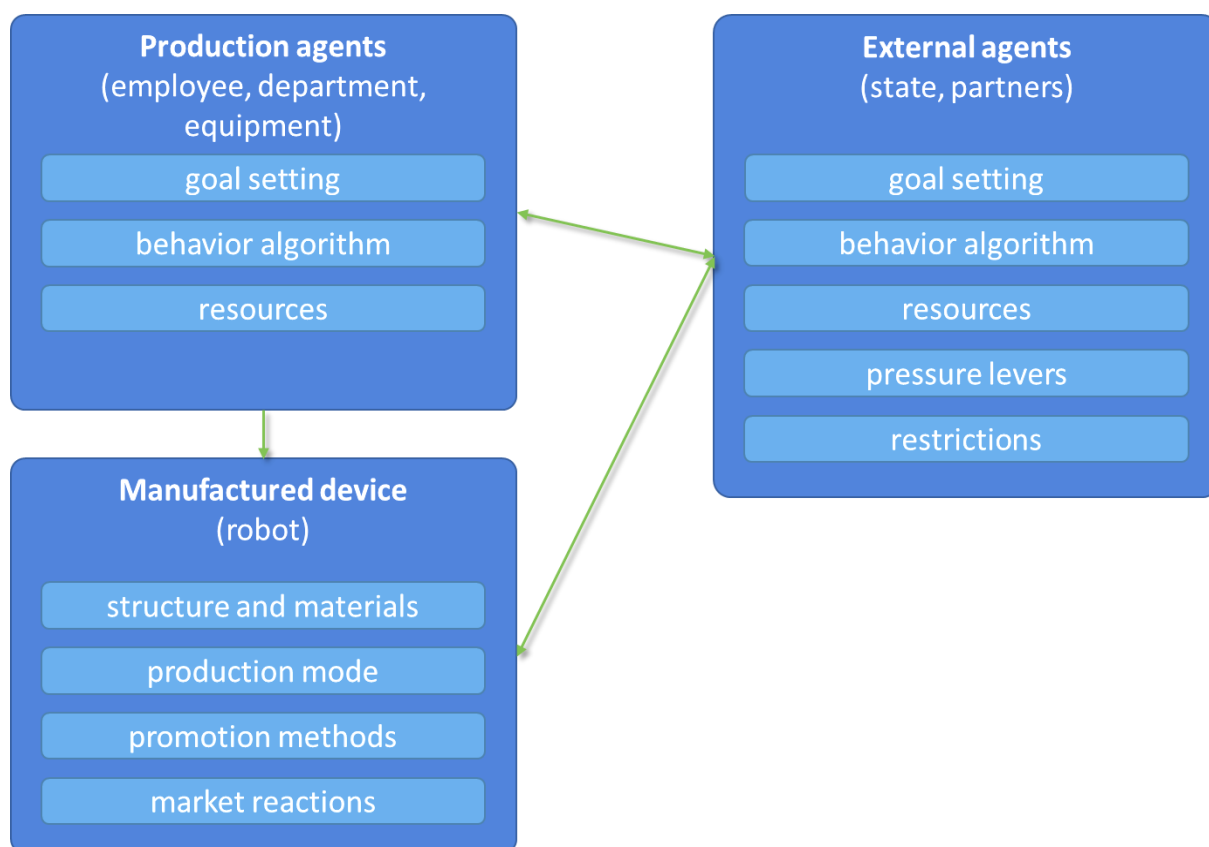 Production agents
(employee, department,
equipment)
goal setting
behavior algorithm
resources
External agents
(state, partners)
goal setting
behavior algorithm
resources
pressure levers
restrictions
Manufactured device
(robot)
structure and materials
production mode
promotion methods
market reactions